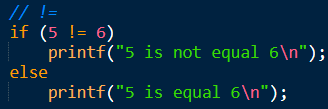 // !=
if (5 != 6)
    printf("5 is not equal 6\n");
else
    printf("5 is equal 6\n");